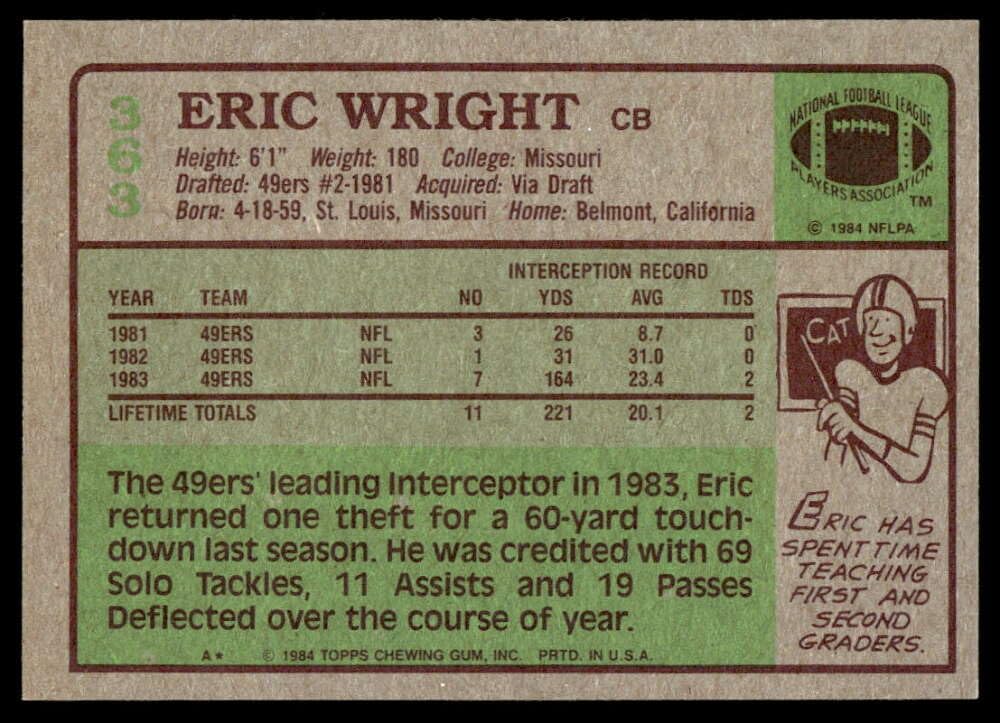 363
ERIC WRIGHT CB
Height: 6'1" Weight: 180 College: Missouri
Drafted: 49ers #2-1981 Acquired: Via Draft
Born: 4-18-59, St. Louis, Missouri Home: Belmont, California
NATIONAL FOOTBALL LEAGUE
PLAYERS ASSOCIATION
TM
© 1984 NFLPA
INTERCEPTION RECORD
YEAR TEAM NO YDS AVG TDS
1981 49ERS NFL 3 26 8.7 0
1982 49ERS NFL 1 31 31.0 0
1983 49ERS NFL 7 164 23.4 2
LIFETIME TOTALS 11 221 20.1 2
The 49ers' leading Interceptor in 1983, Eric
returned one theft for a 60-yard touch-
down last season. He was credited with 69
Solo Tackles, 11 Assists and 19 Passes
Deflected over the course of year.
CAT
ERIC HAS
SPENT TIME
TEACHING
FIRST AND
SECOND
GRADERS.
A* © 1984 TOPPS CHEWING GUM, INC. PRTD. IN U.S.A.